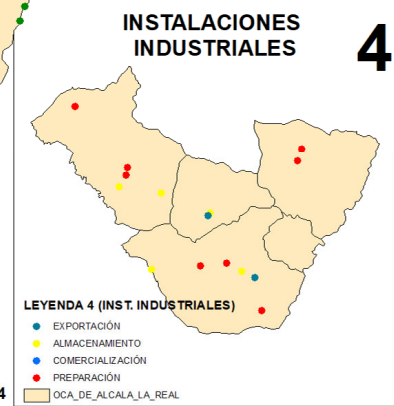 INSTALACIONES
INDUSTRIALES
4
LEYENDA 4 (INST. INDUSTRIALES)
EXPORTACIÓN
ALMACENAMIENTO
COMERCIALIZACIÓN
PREPARACIÓN
OCA_DE_ALCALA_LA_REAL
4